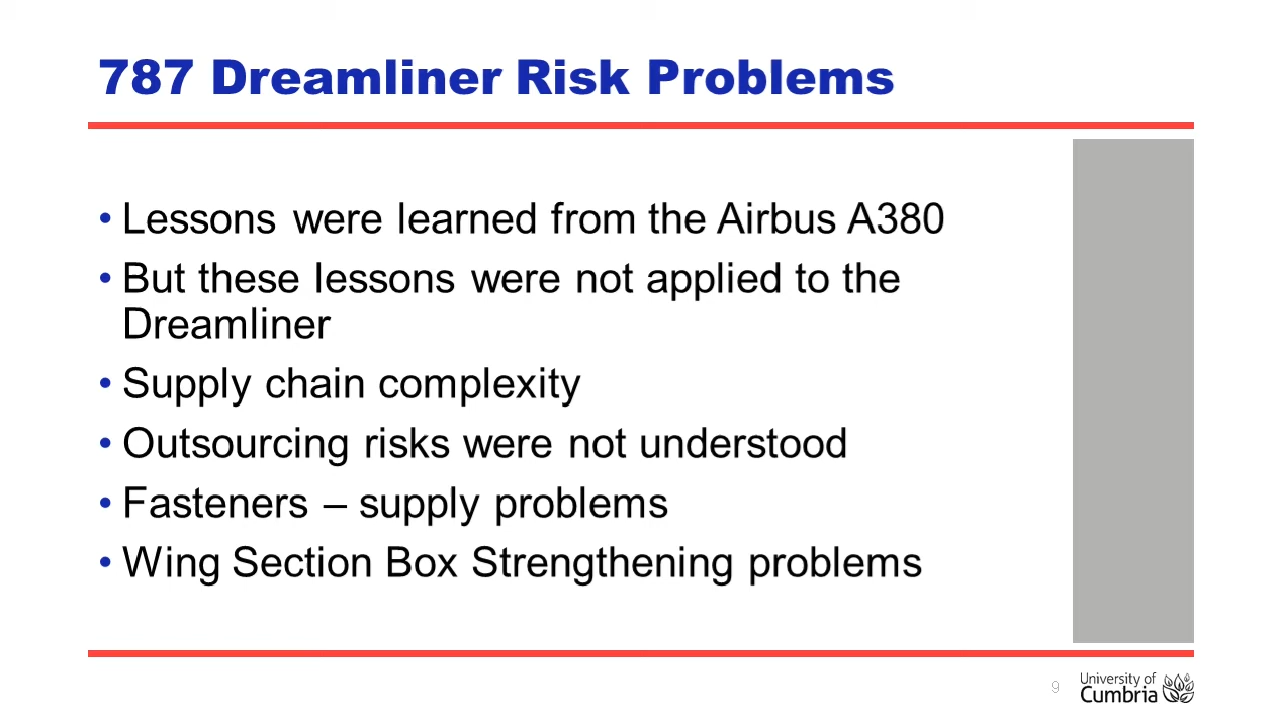 787 Dreamliner Risk Problems
• Lessons were learned from the Airbus A380
• But these lessons were not applied to the
Dreamliner
• Supply chain complexity
• Outsourcing risks were not understood
• Fasteners – supply problems
• Wing Section Box Strengthening problems
9
University of
Cumbria